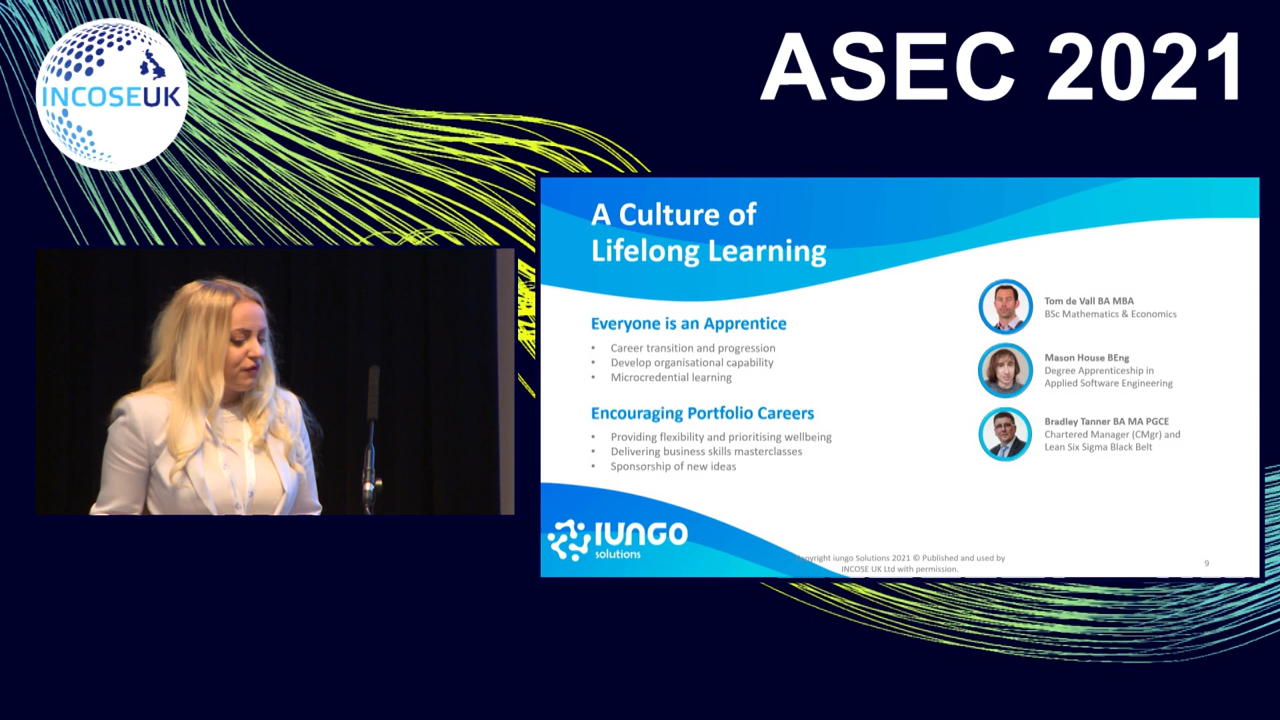 INCOSEUK
ASEC 2021
A Culture of
Lifelong Learning
Everyone is an Apprentice
• Career transition and progression
• Develop organisational capability
• Microcredential learning
Encouraging Portfolio Careers
• Providing flexibility and prioritising wellbeing
• Delivering business skills masterclasses
• Sponsorship of new ideas
Tom de Vall BA MBA
BSc Mathematics & Economics
Mason House BEng
Degree Apprenticeship in
Applied Software Engineering
Bradley Tanner BA MA PGCE
Chartered Manager (CMgr) and
Lean Six Sigma Black Belt
IUNGO
solutions
iungo Solutions 2021 © Published and used by
INCOSE UK Ltd with permission.
9